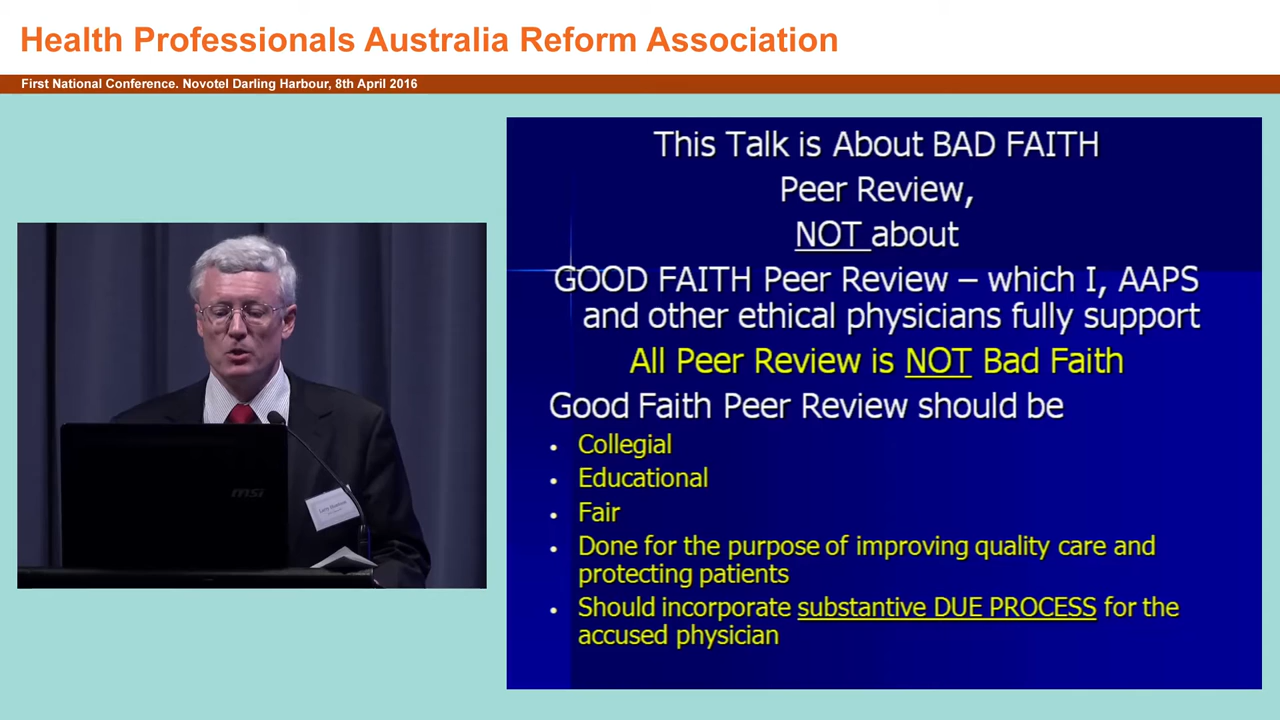 Health Professionals Australia Reform Association
First National Conference. Novotel Darling Harbour, 8th April 2016
This Talk is About BAD FAITH
Peer Review,
NOT about
GOOD FAITH Peer Review – which I, AAPS
and other ethical physicians fully support
All Peer Review is NOT Bad Faith
Good Faith Peer Review should be
• Collegial
• Educational
• Fair
• Done for the purpose of improving quality care and
protecting patients
• Should incorporate substantive DUE PROCESS for the
accused physician
msi